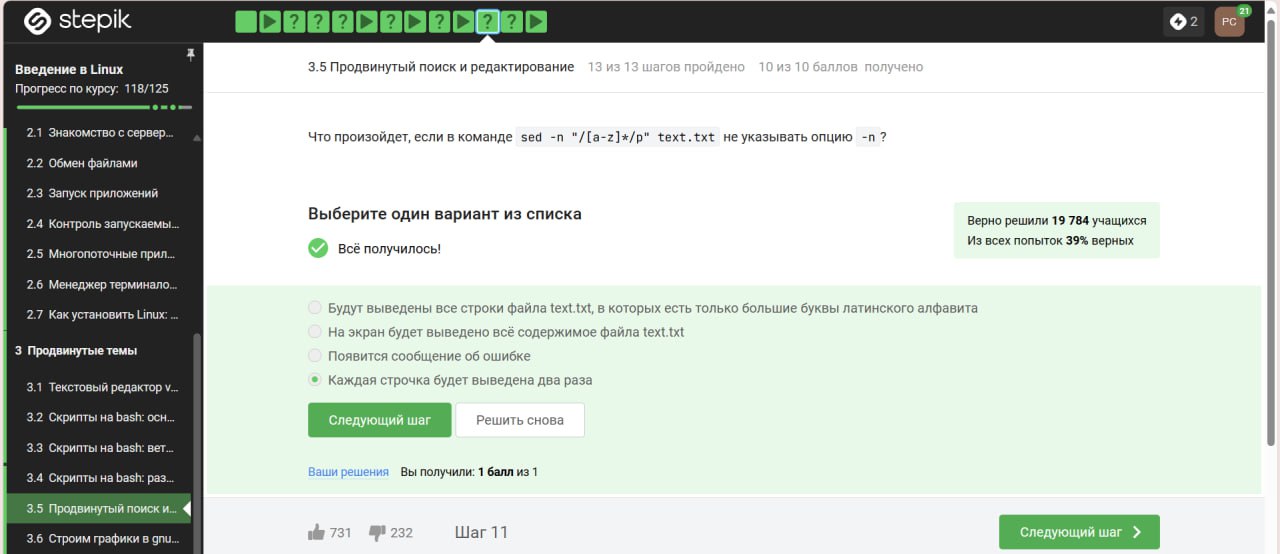 stepik
? ? ? ? ? ? ?
2
РС
21
Введение в Linux
Прогресс по курсу: 118/125
2.1 Знакомство с сервер...
2.2 Обмен файлами
2.3 Запуск приложений
2.4 Контроль запускаемы...
2.5 Многопоточные прил...
2.6 Менеджер терминало...
2.7 Как установить Linux: ...
3 Продвинутые темы
3.1 Текстовый редактор v...
3.2 Скрипты на bash: осн...
3.3 Скрипты на bash: вет...
3.4 Скрипты на bash: раз...
3.5 Продвинутый поиск и...
3.6 Строим графики в gnu...
3.5 Продвинутый поиск и редактирование 13 из 13 шагов пройдено 10 из 10 баллов получено
Что произойдет, если в команде sed -n "/[a-z]*/p" text.txt не указывать опцию -n?
Выберите один вариант из списка
Всё получилось!
Верно решили 19 784 учащихся
Из всех попыток 39% верных
Будут выведены все строки файла text.txt, в которых есть только большие буквы латинского алфавита
На экран будет выведено всё содержимое файла text.txt
Появится сообщение об ошибке
Каждая строчка будет выведена два раза
Следующий шаг Решить снова
Ваши решения Вы получили: 1 балл из 1
731 232 Шаг 11 Следующий шаг